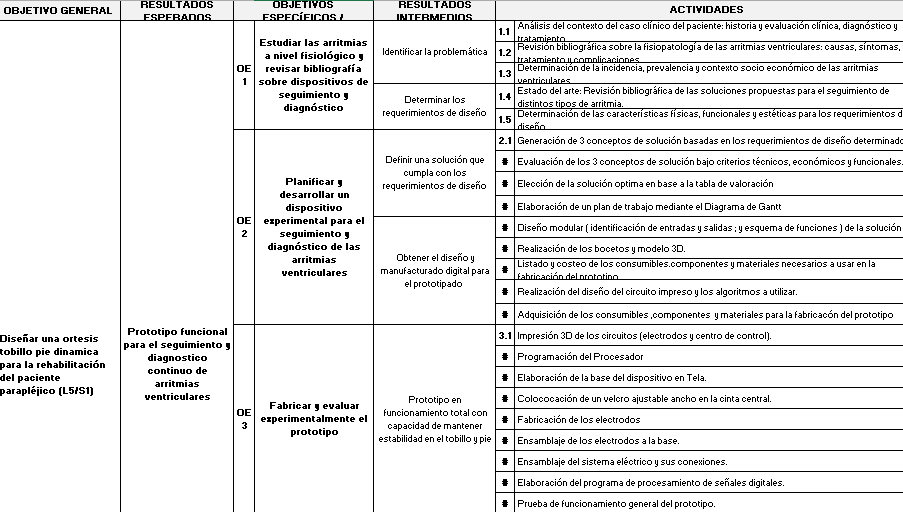 OBJETIVO GENERAL
RESULTADOS
ESPERADOS
OBJETIVOS
ESPECÍFICOS /
RESULTADOS
INTERMEDIOS
ACTIVIDADES
Diseñar una ortesis
tobillo pie dinamica
para la rehabilitación
del paciente
parapléjico (L5/S1)
Prototipo funcional
para el seguimiento y
diagnostico
continuo de
arritmias
ventriculares
OE
1
Estudiar las arritmias
a nivel fisiológico y
revisar bibliografía
sobre dispositivos de
seguimiento y
diagnóstico
Identificar la problemática
1.1 Análisis del contexto del caso clínico del paciente: historia y evaluación clínica, diagnóstico y
tratamiento
1.2 Revisión bibliográfica sobre la fisiopatología de las arritmias ventriculares: causas, síntomas,
tratamiento y complicaciones
1.3 Determinación de la incidencia, prevalencia y contexto socio económico de las arritmias
ventriculares
Determinar los
requerimientos de diseño
1.4 Estado del arte: Revisión bibliográfica de las soluciones propuestas para el seguimiento de
distintos tipos de arritmia.
1.5 Determinación de las características físicas, funcionales y estéticas para los requerimientos d
diseño
OE
2
Planificar y
desarrollar un
dispositivo
experimental para el
seguimiento y
diagnóstico de las
arritmias
ventriculares
Definir una solución que
cumpla con los
requerimientos de diseño
2.1 Generación de 3 conceptos de solución basadas en los requerimientos de diseño determinado
# Evaluación de los 3 conceptos de solución bajo criterios técnicos, económicos y funcionales.
# Elección de la solución optima en base a la tabla de valoración
# Elaboración de un plan de trabajo mediante el Diagrama de Gantt
Obtener el diseño y
manufacturado digital para
el prototipado
# Diseño modular ( identificación de entradas y salidas ; y esquema de funciones ) de la solución
# Realización de los bocetos y modelo 3D.
# Listado y costeo de los consumibles.componentes y materiales necesarios a usar en la
fabricación del prototipo
# Realización del diseño del circuito impreso y los algoritmos a utilizar.
# Adquisición de los consumibles ,componentes y materiales para la fabricacón del prototipo
OE
3
Fabricar y evaluar
experimentalmente el
prototipo
Prototipo en
funcionamiento total con
capacidad de mantener
estabilidad en el tobillo y pie
3.1 Impresión 3D de los circuitos (electrodos y centro de control).
# Programación del Procesador
# Elaboración de la base del dispositivo en Tela.
# Colococación de un velcro ajustable ancho en la cinta central.
# Fabricación de los electrodos
# Ensamblaje de los electrodos a la base.
# Ensamblaje del sistema eléctrico y sus conexiones.
# Elaboración del programa de procesamiento de señales digitales.
# Prueba de funcionamiento general del prototipo.